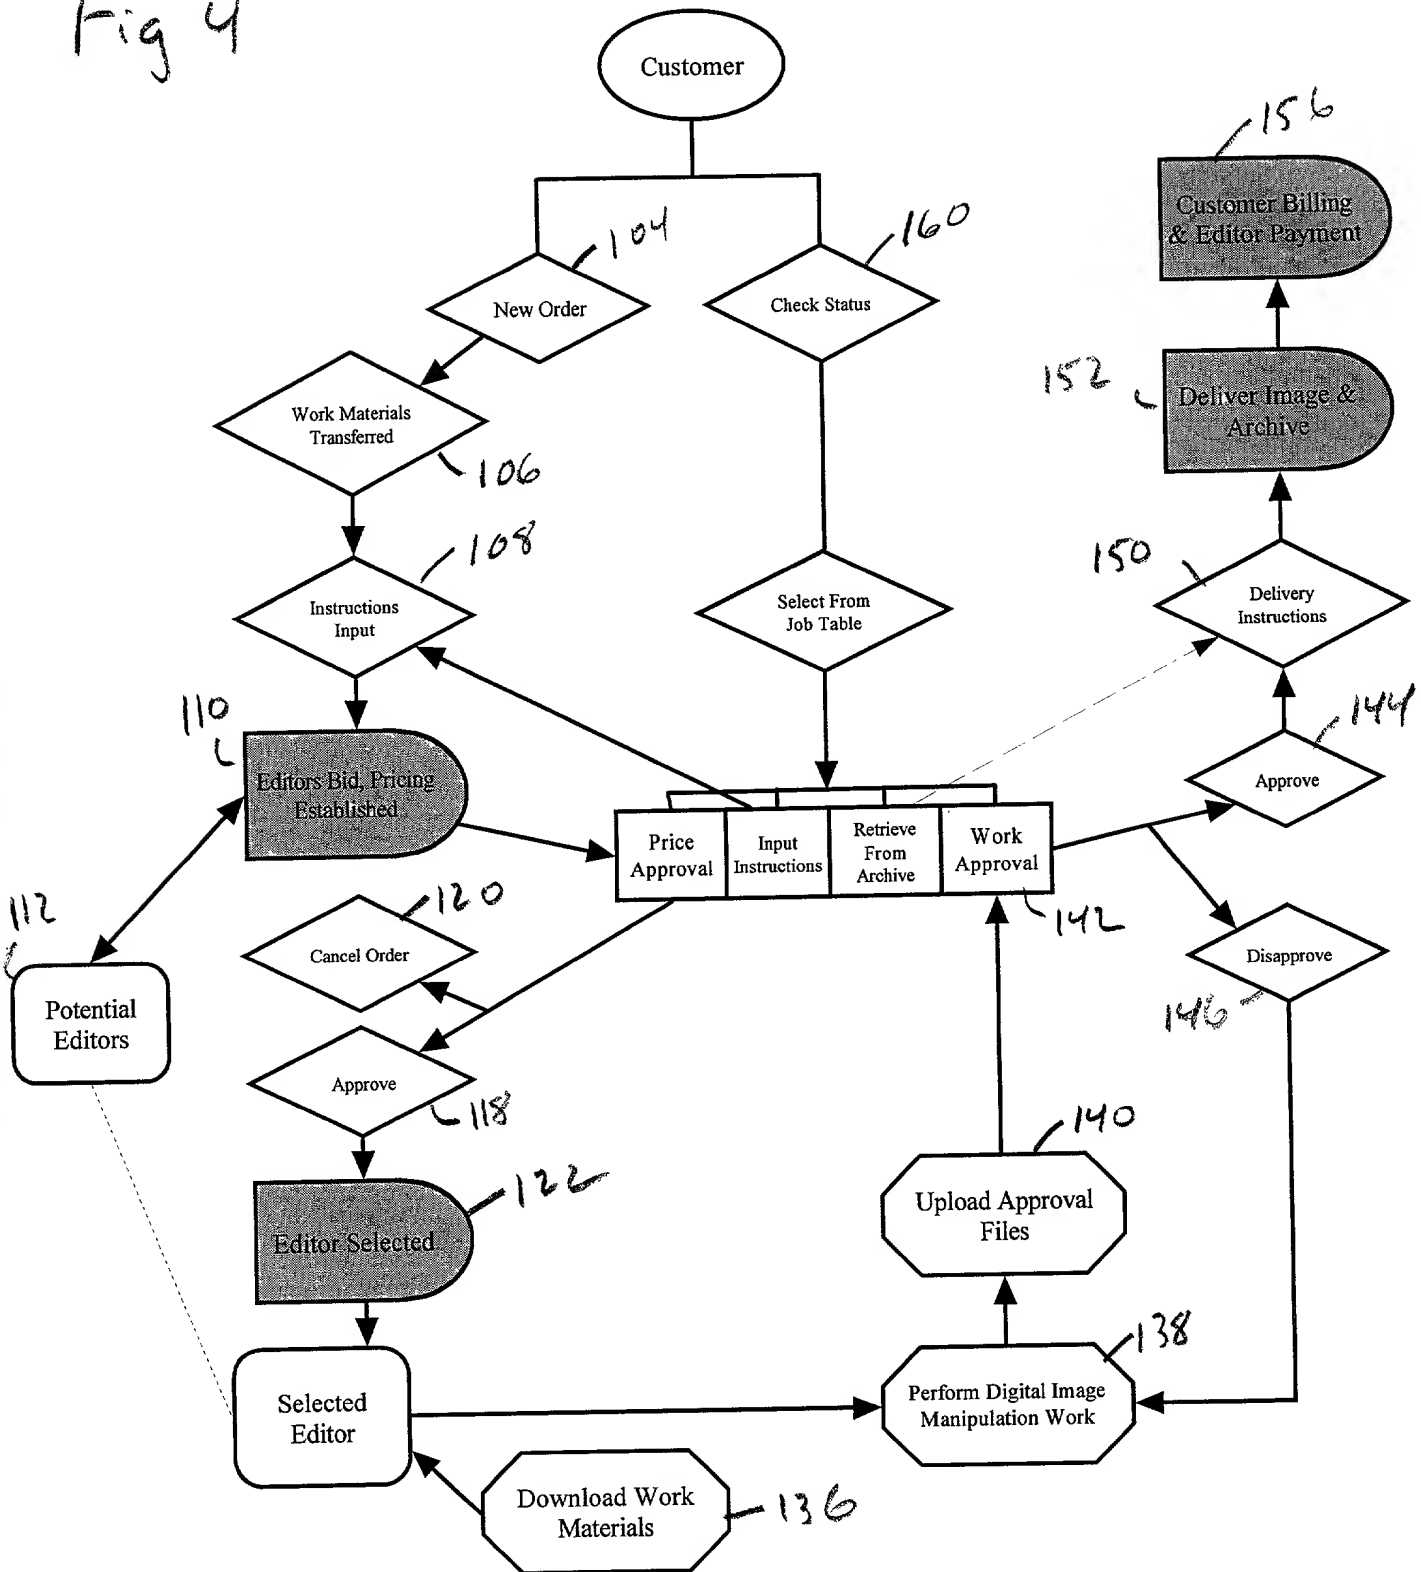 Fig 4
Customer
156
Customer Billing
& Editor Payment
104
160
New Order
Check Status
152
Deliver Image &
Archive
Work Materials
Transferred
106
108
150
Instructions
Input
Select From
Job Table
Delivery
Instructions
110
144
Editors Bid, Pricing
Established
Approve
Price
Approval
Input
Instructions
Retrieve
From
Archive
Work
Approval
120
142
112
Cancel Order
Disapprove
146
Potential
Editors
Approve
118
140
122
Upload Approval
Files
Editor Selected
138
Selected
Editor
Perform Digital Image
Manipulation Work
Download Work
Materials
136